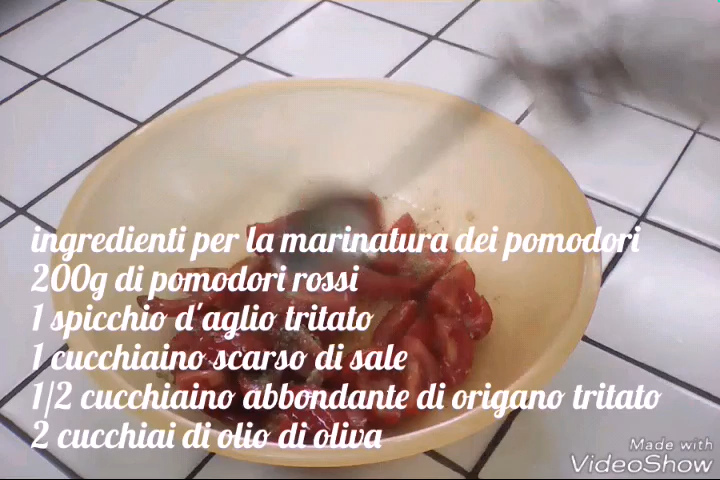 ingredienti per la marinatura dei pomodori
200g di pomodori rossi
1 spicchio d'aglio tritato
1 cucchiaino scarso di sale
1/2 cucchiaino abbondante di origano tritato
2 cucchiai di olio di oliva
Made with
VideoShow